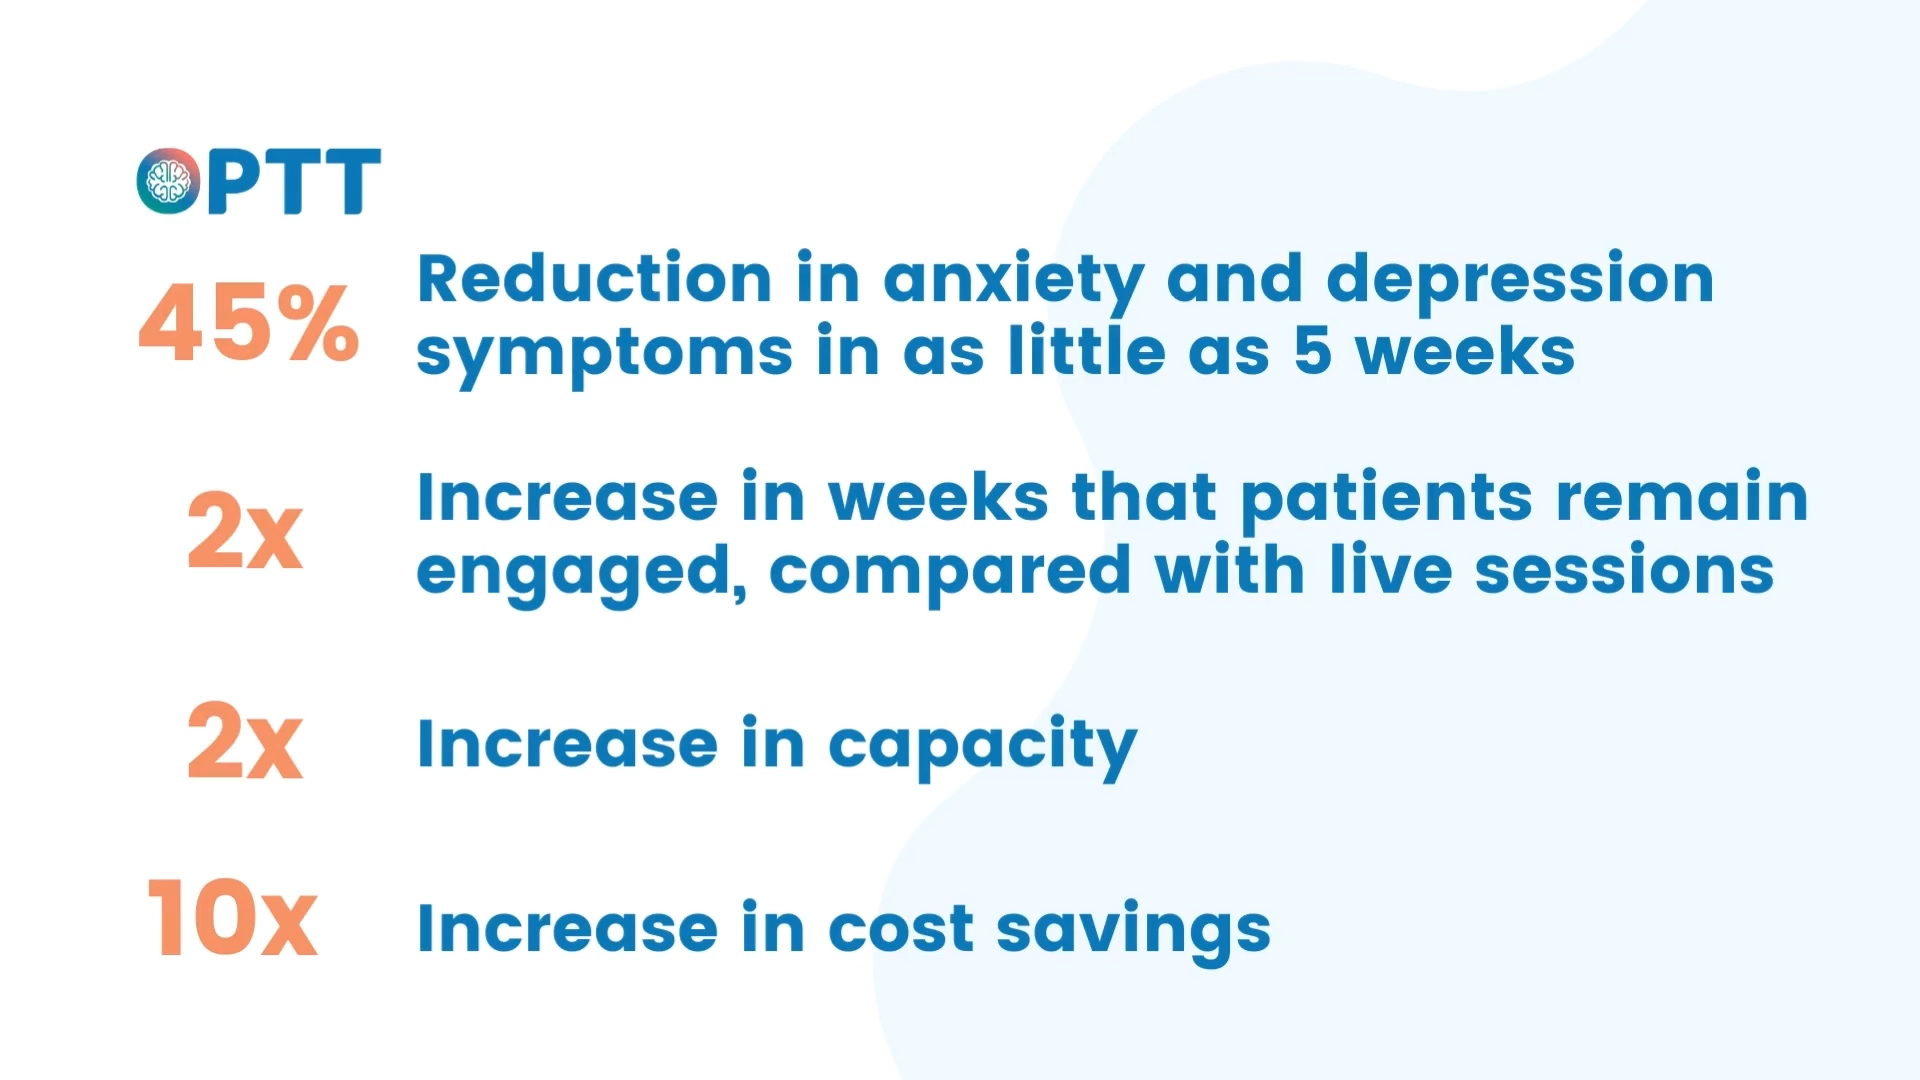 OPTT
45% Reduction in anxiety and depression
symptoms in as little as 5 weeks
2x Increase in weeks that patients remain
engaged, compared with live sessions
2x Increase in capacity
10x Increase in cost savings